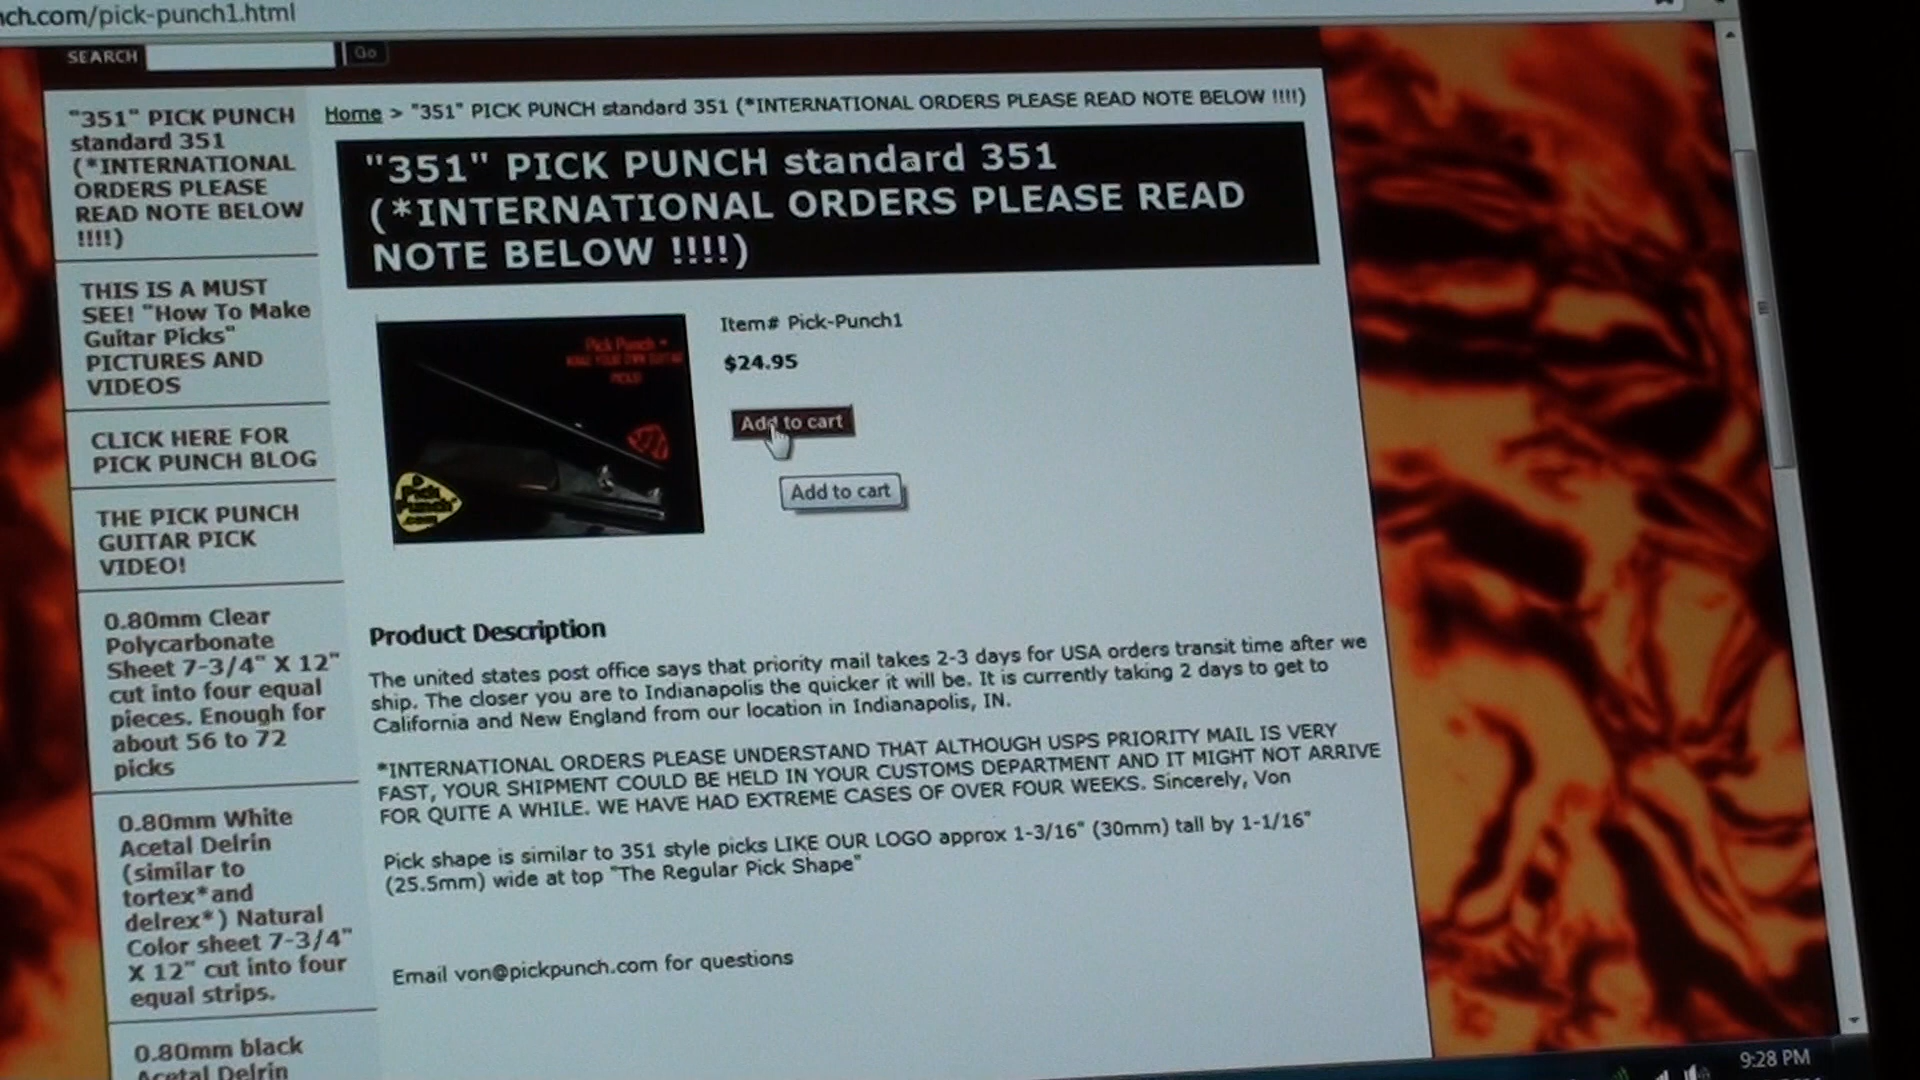 ch.com/pick-punch1.html
SEARCH
Go
"351" PICK PUNCH
standard 351
(*INTERNATIONAL
ORDERS PLEASE
READ NOTE BELOW
!!!!)
THIS IS A MUST
SEE! "How To Make
Guitar Picks"
PICTURES AND
VIDEOS
CLICK HERE FOR
PICK PUNCH BLOG
THE PICK PUNCH
GUITAR PICK
VIDEO!
0.80mm Clear
Polycarbonate
Sheet 7-3/4" X 12"
cut into four equal
pieces. Enough for
about 56 to 72
picks
0.80mm White
Acetal Delrin
(similar to
tortex*and
delrex*) Natural
Color sheet 7-3/4"
X 12" cut into four
equal strips.
0.80mm black
Acetal Delrin
Home > "351" PICK PUNCH standard 351 (*INTERNATIONAL ORDERS PLEASE READ NOTE BELOW !!!!)
"351" PICK PUNCH standard 351
(*INTERNATIONAL ORDERS PLEASE READ
NOTE BELOW !!!!)
Pick Punch
MAKE YOUR OWN GUITAR
PICKS!
Pick
Punch
.com
Item# Pick-Punch1
$24.95
Add to cart
Add to cart
Product Description
The united states post office says that priority mail takes 2-3 days for USA orders transit time after we
ship. The closer you are to Indianapolis the quicker it will be. It is currently taking 2 days to get to
California and New England from our location in Indianapolis, IN.
*INTERNATIONAL ORDERS PLEASE UNDERSTAND THAT ALTHOUGH USPS PRIORITY MAIL IS VERY
FAST, YOUR SHIPMENT COULD BE HELD IN YOUR CUSTOMS DEPARTMENT AND IT MIGHT NOT ARRIVE
FOR QUITE A WHILE. WE HAVE HAD EXTREME CASES OF OVER FOUR WEEKS. Sincerely, Von
Pick shape is similar to 351 style picks LIKE OUR LOGO approx 1-3/16" (30mm) tall by 1-1/16"
(25.5mm) wide at top "The Regular Pick Shape"
Email von@pickpunch.com for questions
9:28 PM